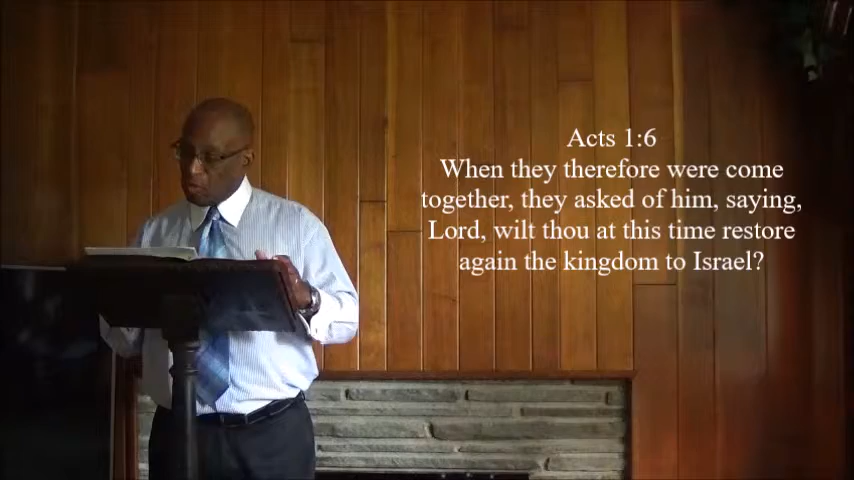 Acts 1:6
When they therefore were come
together, they asked of him, saying,
Lord, wilt thou at this time restore
again the kingdom to Israel?